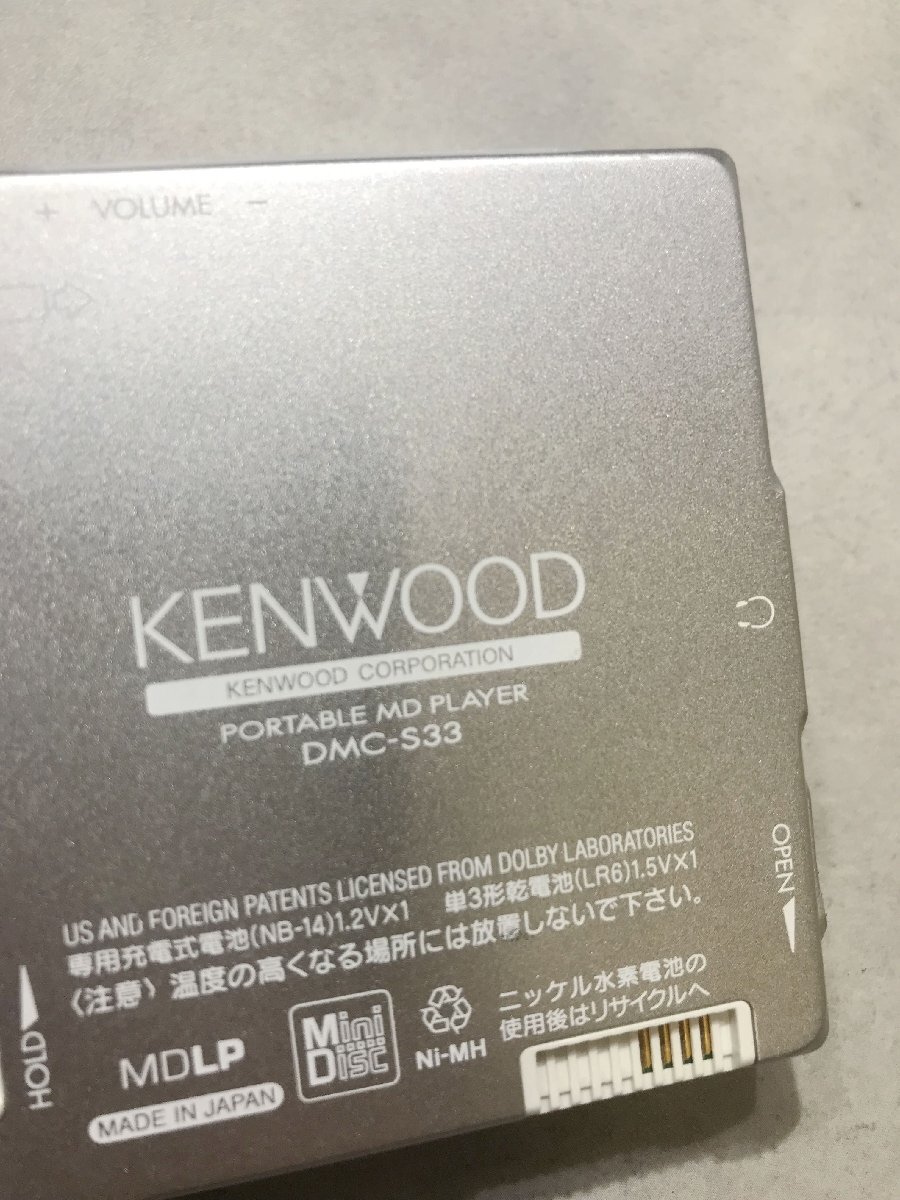 + VOLUME −
KENWOOD
KENWOOD CORPORATION
PORTABLE MD PLAYER
DMC-S33
US AND FOREIGN PATENTS LICENSED FROM DOLBY LABORATORIES
専用充電式電池(NB-14)1.2V×1 単3形乾電池(LR6)1.5V×1
〈注意〉温度の高くなる場所には放置しないで下さい。
ニッケル水素電池の
使用後はリサイクルへ
MDLP
Mini
Disc
Ni-MH
MADE IN JAPAN
HOLD
OPEN